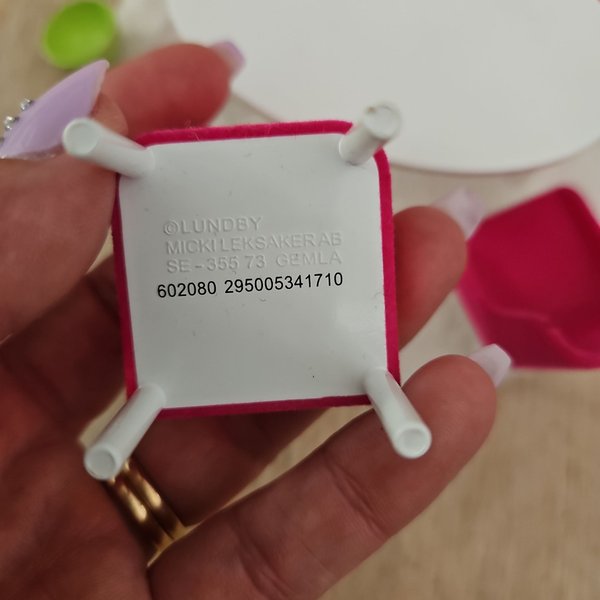 ©LUNDBY
MICKI LEKSAKER AB
SE-355 73 GEMLA
602080 295005341710